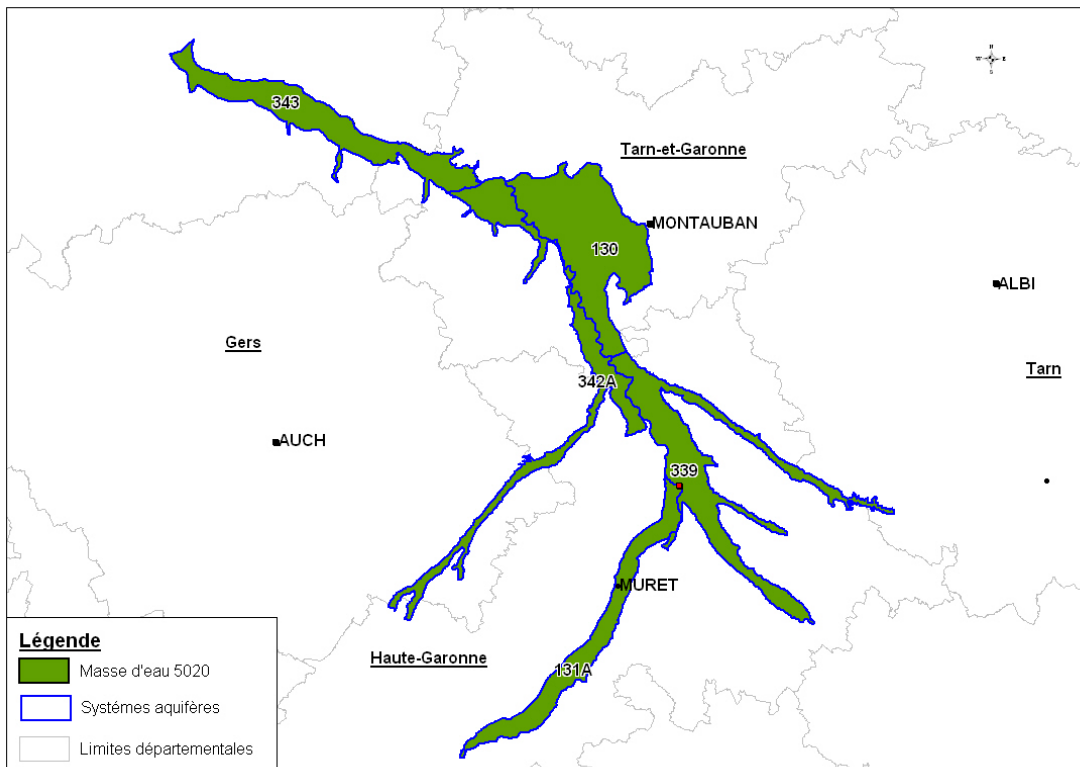 N
W E
S
343
Tarn-et-Garonne
MONTAUBAN
130
ALBI
Gers
Tarn
342A
AUCH
339
MURET
Haute-Garonne
131A
Légende
Masse d'eau 5020
Systémes aquifères
Limites départementales